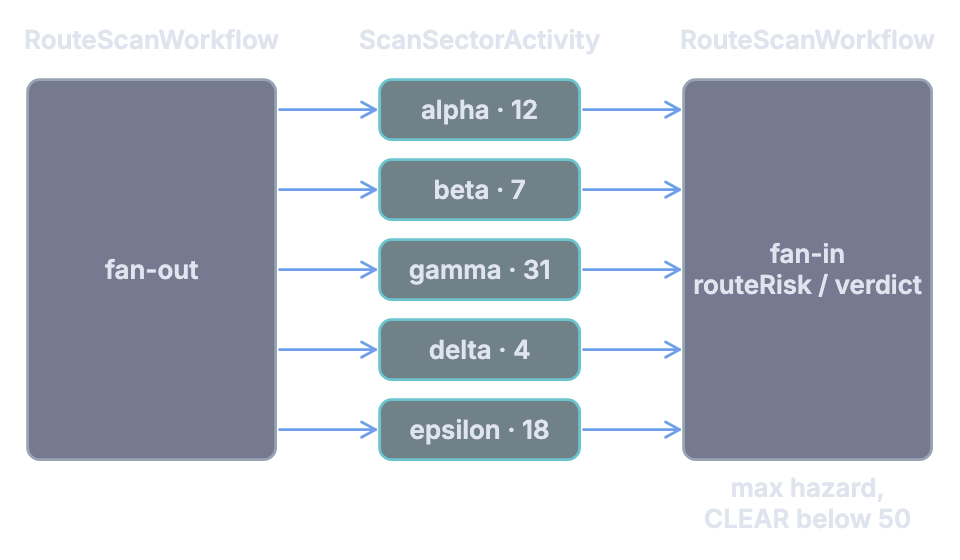 RouteScanWorkflow
ScanSectorActivity
RouteScanWorkflow
fan-out
alpha · 12
beta · 7
gamma · 31
delta · 4
epsilon · 18
fan-in
routeRisk / verdict
max hazard,
CLEAR below 50